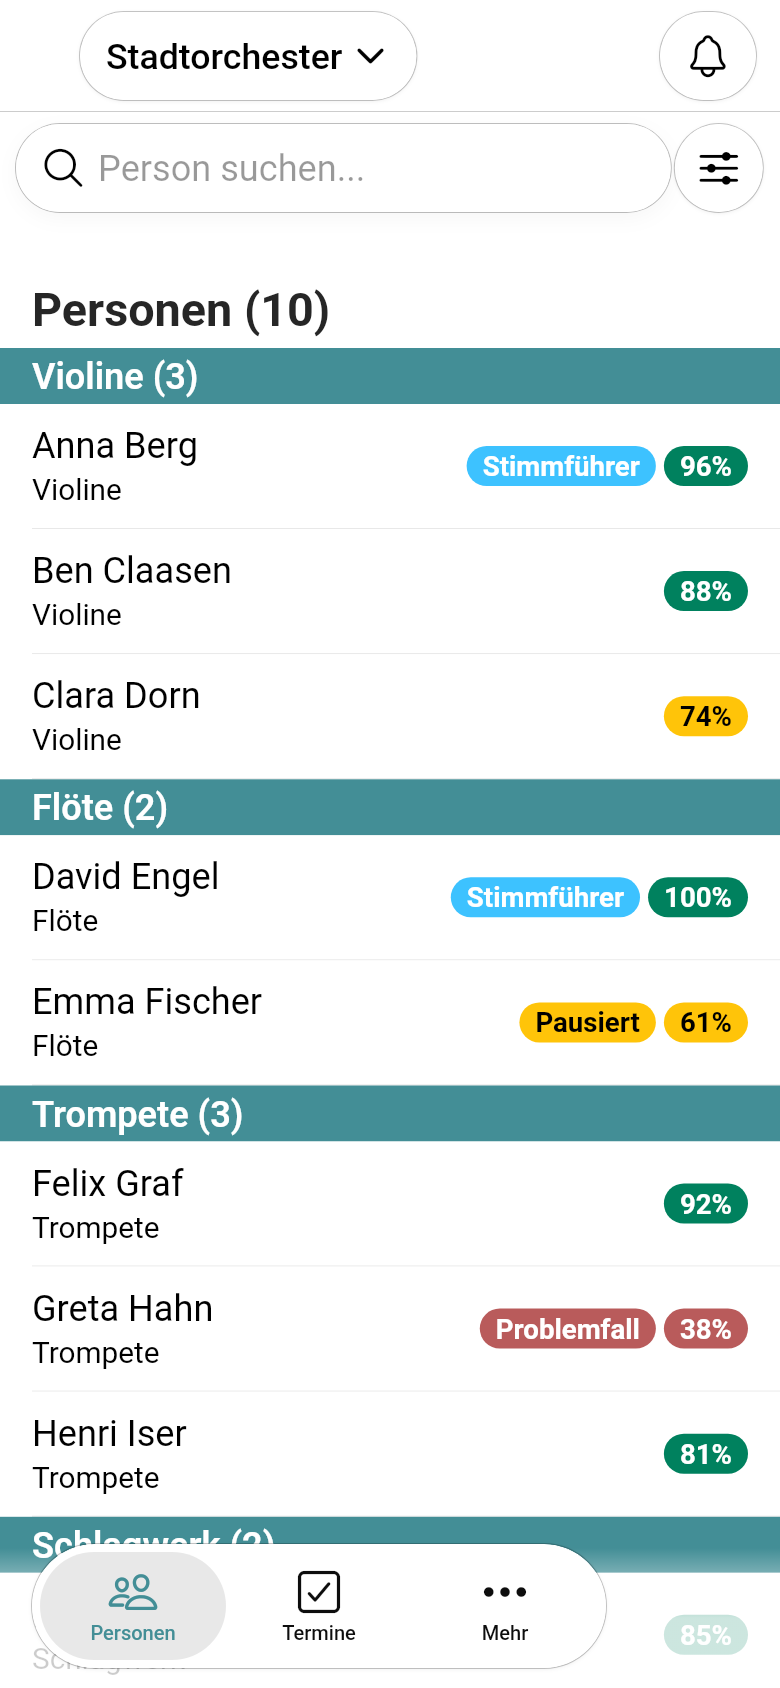 Stadtorchester
Person suchen...
Personen (10)
Violine (3)
Anna Berg
Stimmführer 96%
Violine
Ben Claasen
88%
Violine
Clara Dorn
74%
Violine
Flöte (2)
David Engel
Stimmführer 100%
Flöte
Emma Fischer
Pausiert 61%
Flöte
Trompete (3)
Felix Graf
92%
Trompete
Greta Hahn
Problemfall 38%
Trompete
Henri Iser
81%
Trompete
Schlagwerk (2)
85%
Personen Termine Mehr